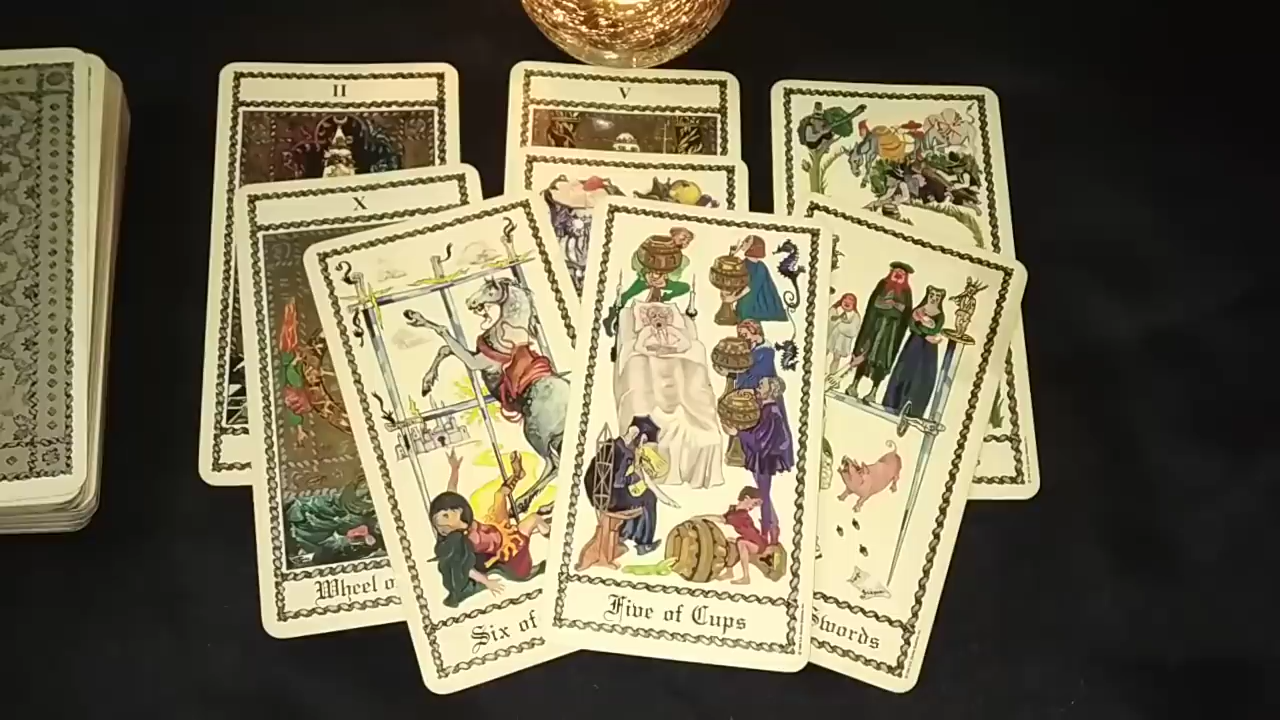 II
V
X
Wheel o
Six of
Five of Cups
Swords